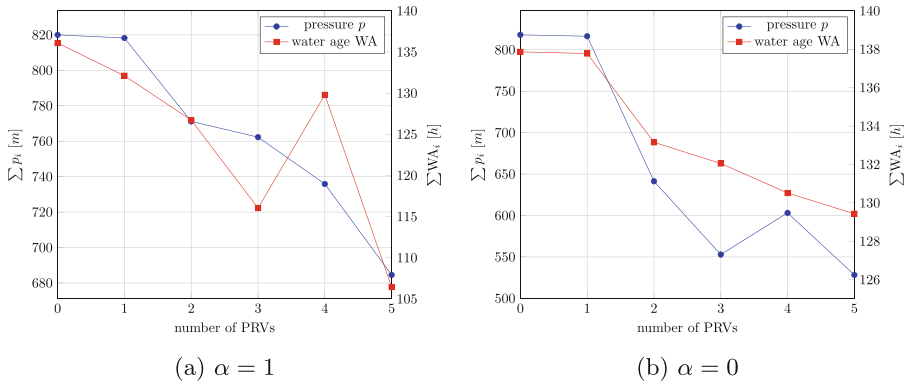 pressure p
water age WA
820
800
780
760
740
720
700
680
140
135
130
125
120
115
110
105
∑ p_i [m]
∑WA_i [h]
0 1 2 3 4 5
number of PRVs
(a) α = 1
pressure p
water age WA
800
750
700
650
600
550
500
140
138
136
134
132
130
128
126
∑ p_i [m]
∑WA_i [h]
0 1 2 3 4 5
number of PRVs
(b) α = 0